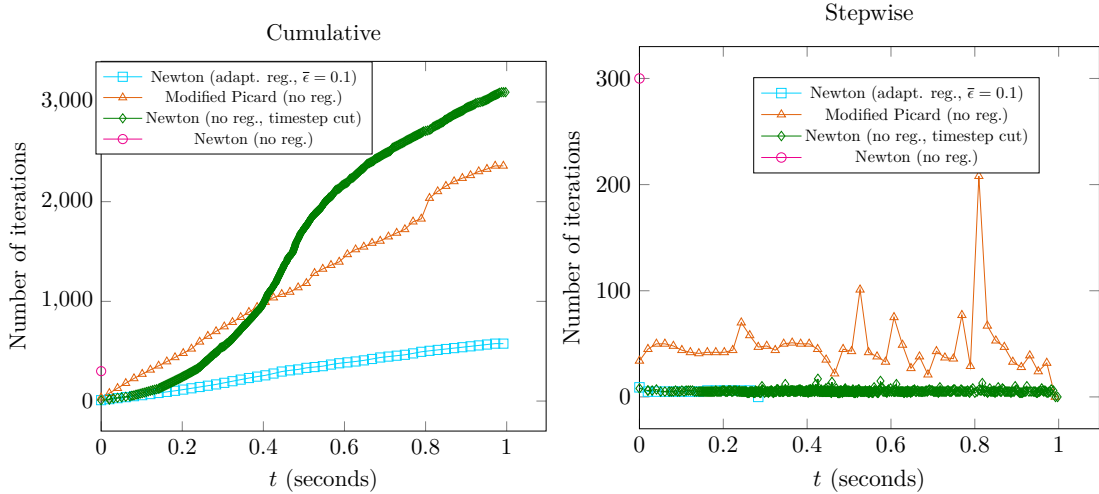 Cumulative
Newton (adapt. reg., ε̄ = 0.1)
Modified Picard (no reg.)
Newton (no reg., timestep cut)
Newton (no reg.)
Number of iterations
3,000
2,000
1,000
0
0
0.2
0.4
0.6
0.8
1
t (seconds)
Stepwise
Newton (adapt. reg., ε̄ = 0.1)
Modified Picard (no reg.)
Newton (no reg., timestep cut)
Newton (no reg.)
Number of iterations
300
200
100
0
0
0.2
0.4
0.6
0.8
1
t (seconds)